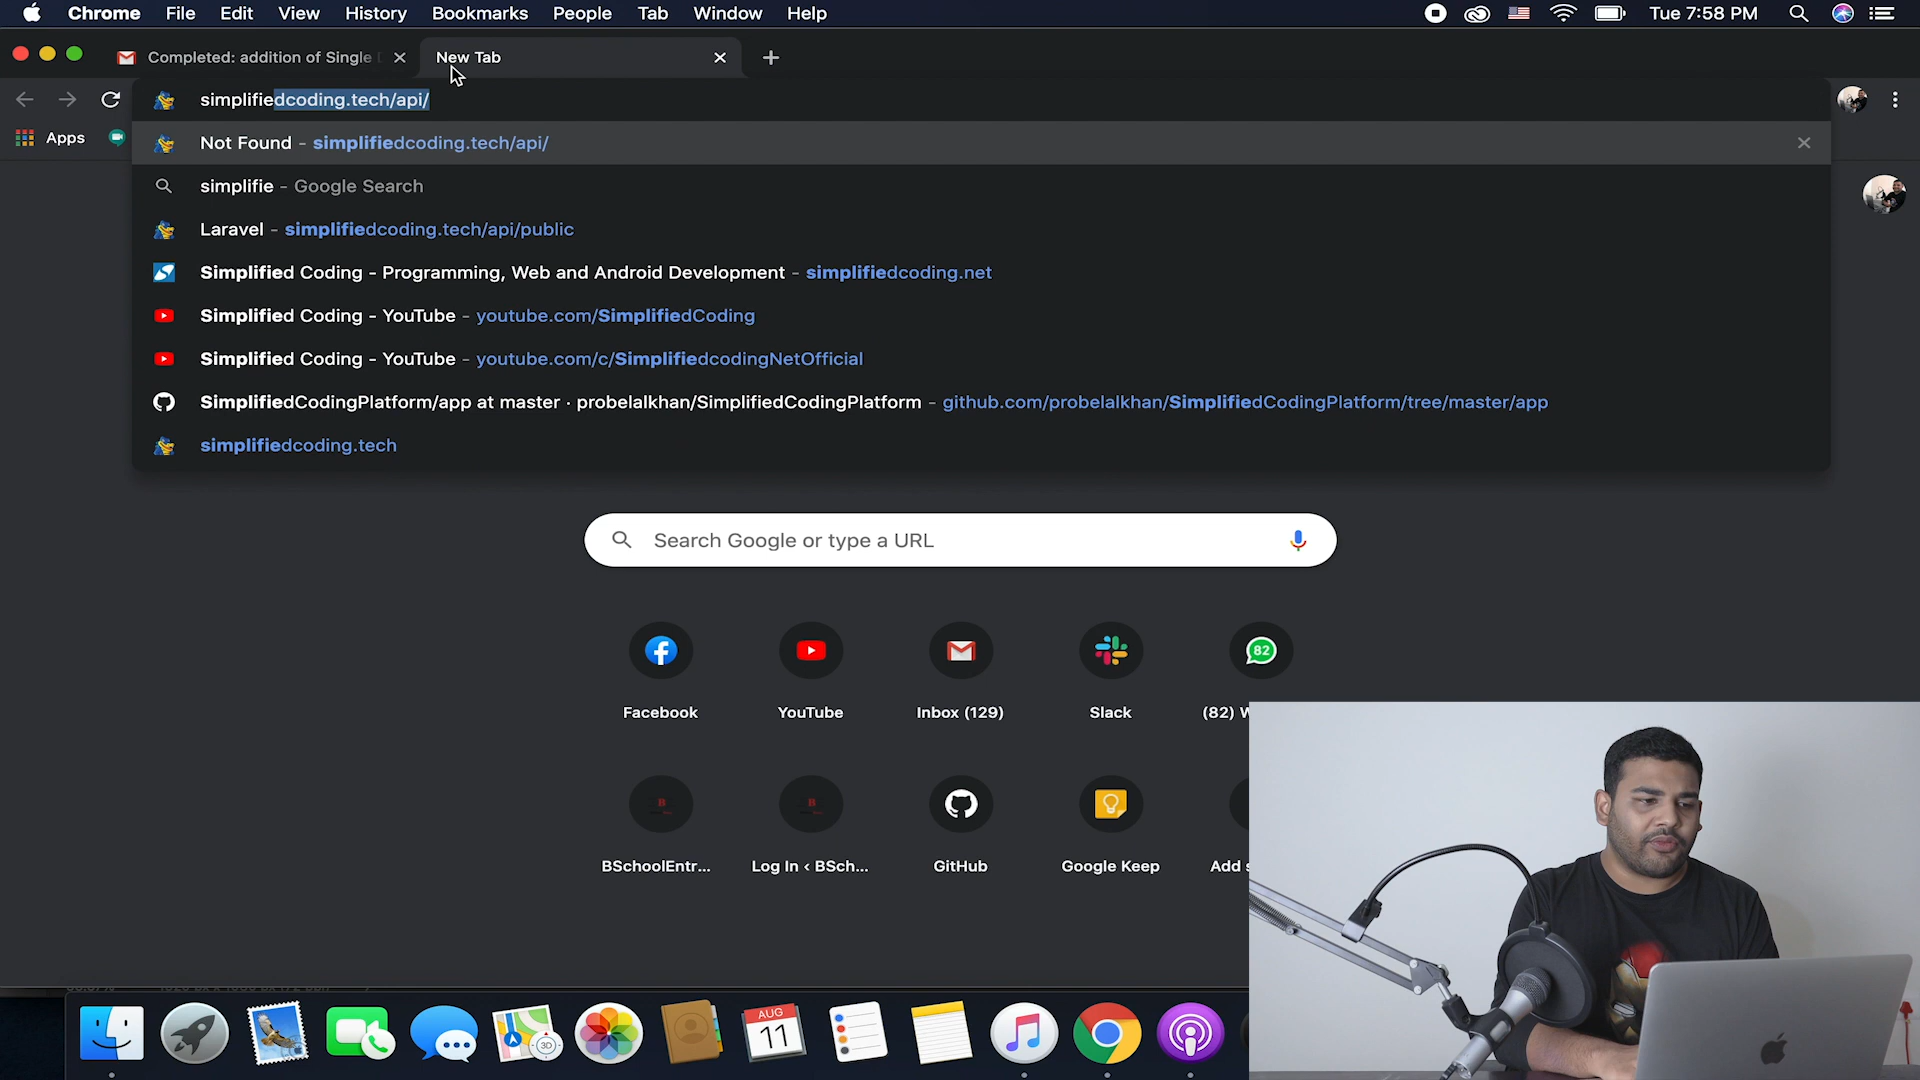 Chrome File Edit View History Bookmarks People Tab Window Help Tue 7:58 PM
Completed: addition of Single
New Tab
simplifiedcoding.tech/api/
Apps
Not Found - simplifiedcoding.tech/api/
simplifie - Google Search
Laravel - simplifiedcoding.tech/api/public
Simplified Coding - Programming, Web and Android Development - simplifiedcoding.net
Simplified Coding - YouTube - youtube.com/SimplifiedCoding
Simplified Coding - YouTube - youtube.com/c/SimplifiedcodingNetOfficial
SimplifiedCodingPlatform/app at master · probelalkhan/SimplifiedCodingPlatform - github.com/probelalkhan/SimplifiedCodingPlatform/tree/master/app
simplifiedcoding.tech
Search Google or type a URL
82
Facebook YouTube Inbox (129) Slack (82) W
B B
BSchoolEntr... Log In ‹ BSch... GitHub Google Keep Add s
3D
AUG
11